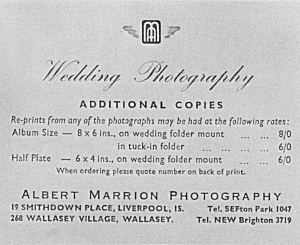 Wedding Photography
ADDITIONAL COPIES
Re-prints from any of the photographs may be had at the following rates:
Album Size — 8 x 6 ins., on wedding folder mount ... ... 8/0
in tuck-in folder ... ... 6/0
Half Plate — 6 x 4 ins., on wedding folder mount ... ... 6/0
When ordering please quote number on back of print.
ALBERT MARRION PHOTOGRAPHY
19 SMITHDOWN PLACE, LIVERPOOL, 15. Tel. SEFton Park 1047
268 WALLASEY VILLAGE, WALLASEY. Tel. NEW Brighton 3719